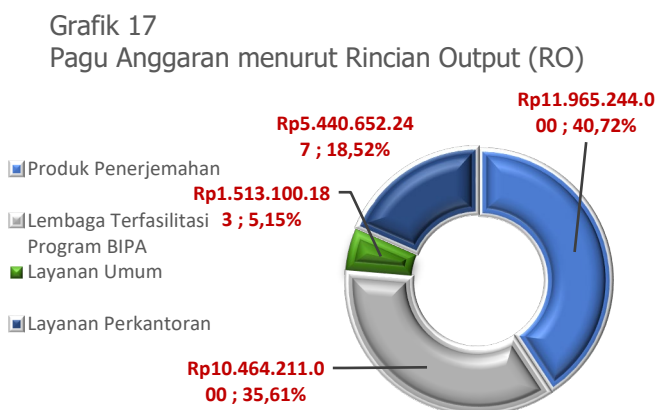 Grafik 17
Pagu Anggaran menurut Rincian Output (RO)
Rp11.965.244.0
00 ; 40,72%
Rp5.440.652.24
7 ; 18,52%
Produk Penerjemahan
Rp1.513.100.18
3 ; 5,15%
Lembaga Terfasilitasi
Program BIPA
Layanan Umum
Layanan Perkantoran
Rp10.464.211.0
00 ; 35,61%